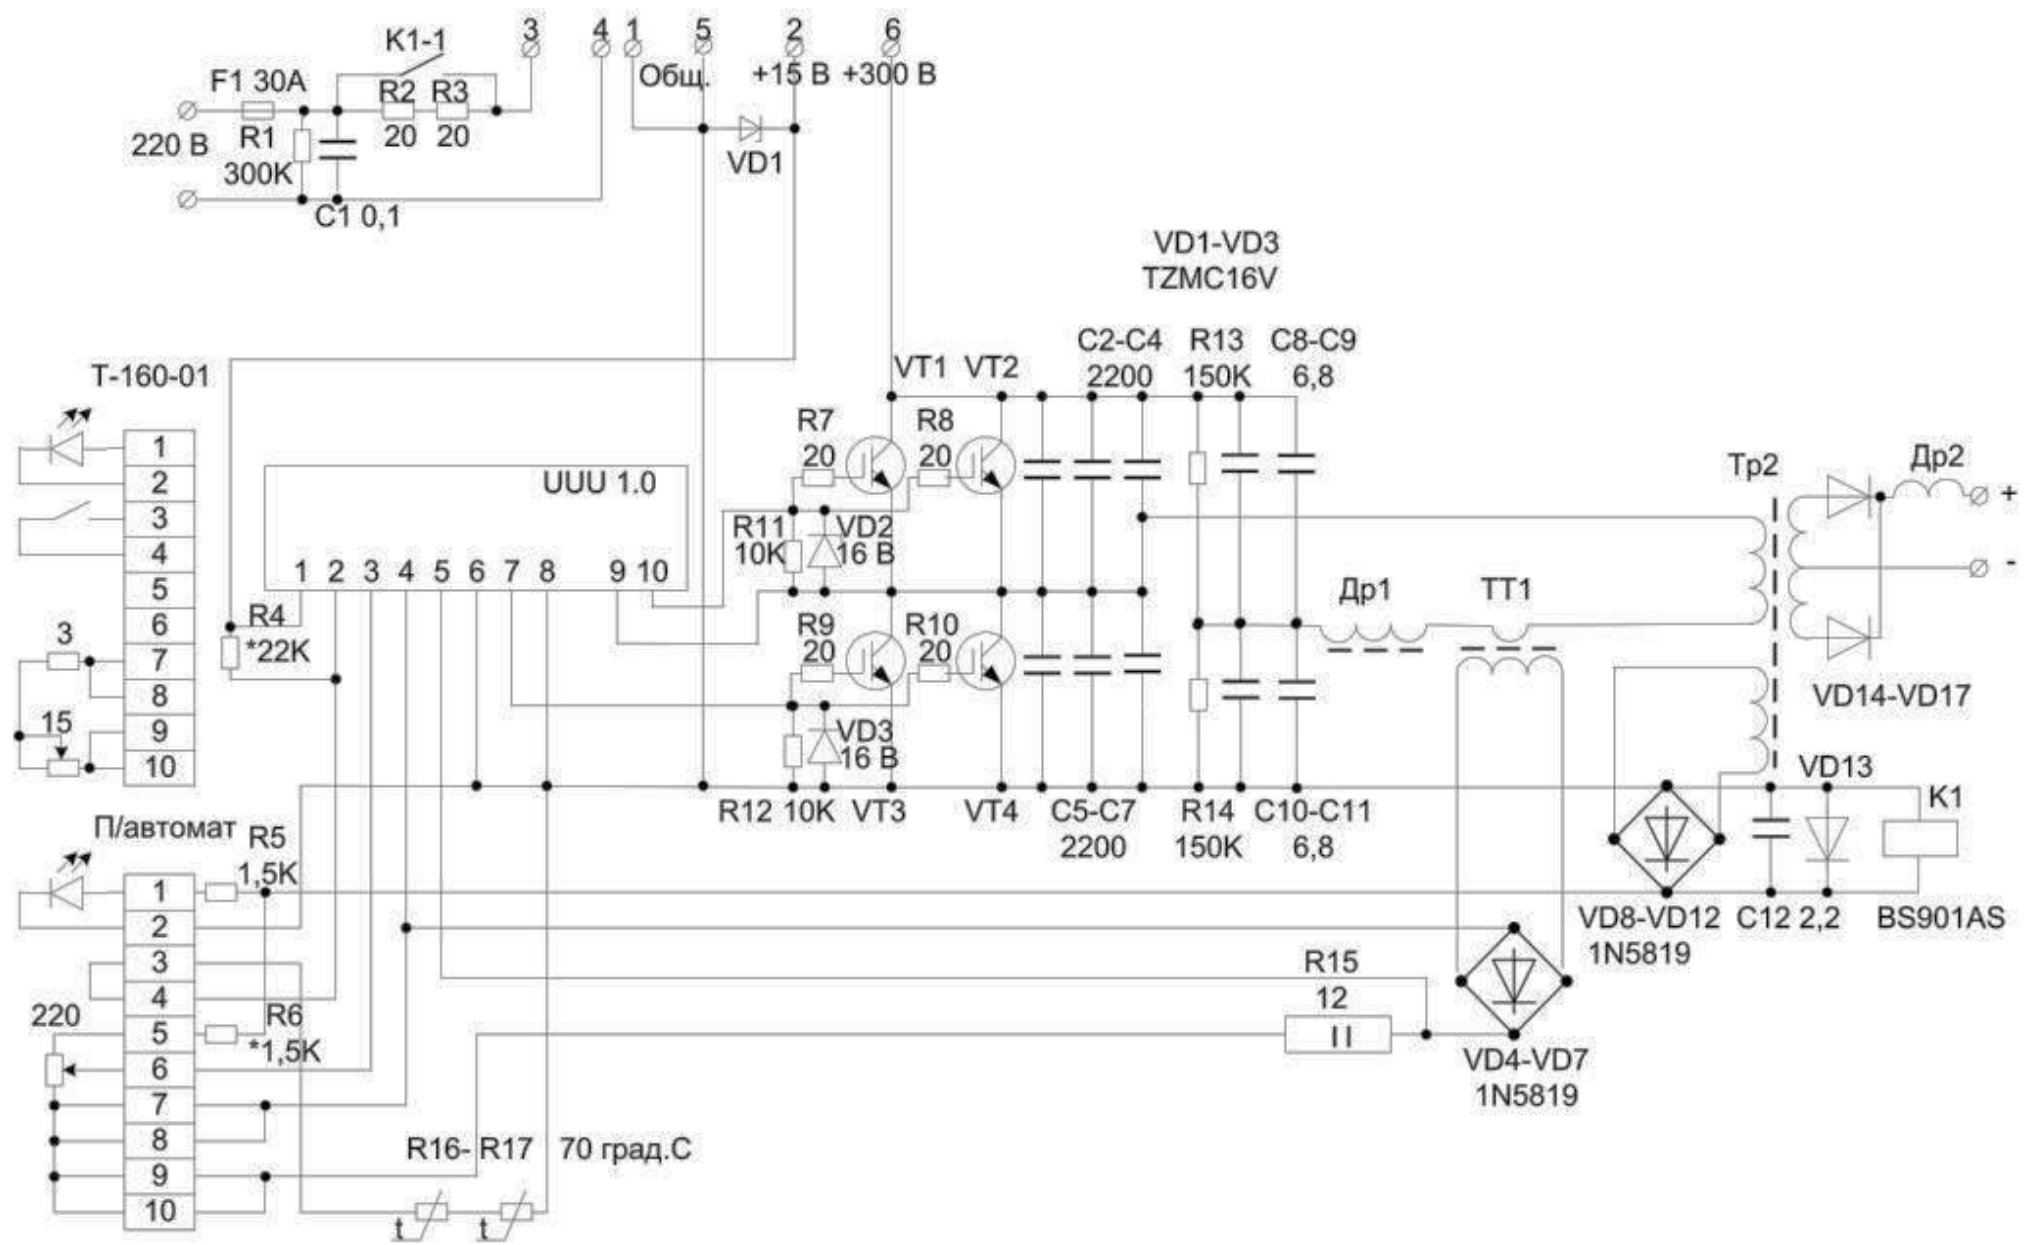 3 4 1 5 2 6
K1-1
Общ. +15 В +300 В
F1 30А
R2 R3
220 В R1 20 20
VD1
300K
C1 0,1
VD1-VD3
TZMC16V
C2-C4 R13 C8-C9
2200 150K 6,8
VT1 VT2
T-160-01
R7 R8
20 20
1
2
3
4
5
6
7
8
9
10
3
15
UUU 1.0
1 2 3 4 5 6 7 8 9 10
R4
*22K
R11 VD2
10K 16 В
R9 R10
20 20
VD3
16 В
Др1 ТТ1
Тр2 Др2
+
-
VD14-VD17
R12 10K VT3 VT4 C5-C7 R14 C10-C11
2200 150K 6,8
VD13
K1
VD8-VD12 C12 2,2 BS901AS
1N5819
П/автомат R5
1,5K
1
2
3
4
5
6
7
8
9
10
220
R6
*1,5K
R15
12
VD4-VD7
1N5819
R16- R17 70 град.С
t t